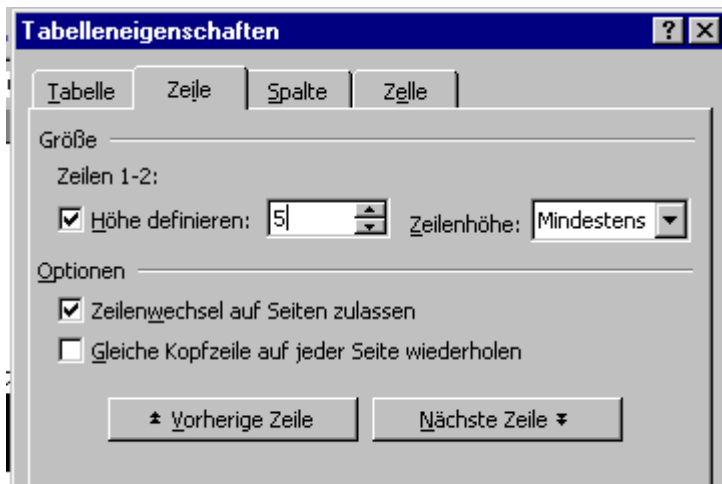 Tabelleneigenschaften
Tabelle Zeile Spalte Zelle
Größe
Zeilen 1-2:
Höhe definieren: 5 Zeilenhöhe: Mindestens
Optionen
Zeilenwechsel auf Seiten zulassen
Gleiche Kopfzeile auf jeder Seite wiederholen
Vorherige Zeile Nächste Zeile